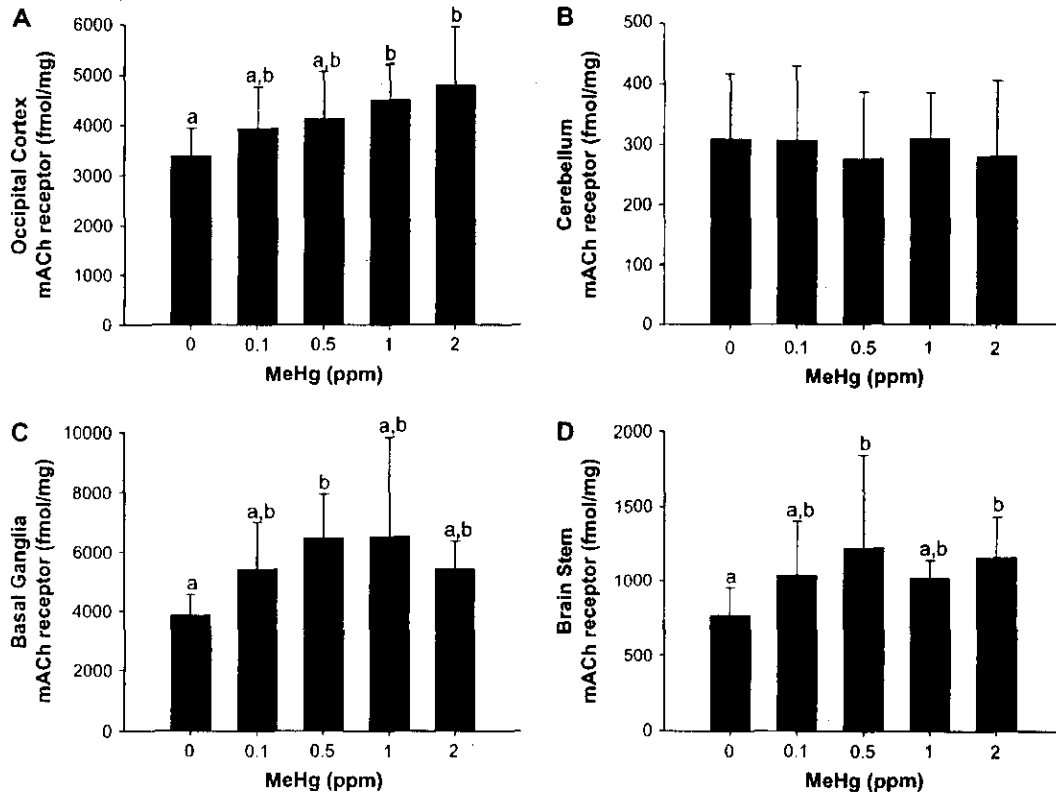 A
Occipital Cortex
mACh receptor (fmol/mg)
6000
5000
4000
3000
2000
1000
0
a
a,b
a,b
b
b
0 0.1 0.5 1 2
MeHg (ppm)
B
Cerebellum
mACh receptor (fmol/mg)
500
400
300
200
100
0
0 0.1 0.5 1 2
MeHg (ppm)
C
Basal Ganglia
mACh receptor (fmol/mg)
10000
8000
6000
4000
2000
0
a
a,b
b
a,b
a,b
0 0.1 0.5 1 2
MeHg (ppm)
D
Brain Stem
mACh receptor (fmol/mg)
2000
1500
1000
500
0
a
a,b
b
a,b
b
0 0.1 0.5 1 2
MeHg (ppm)